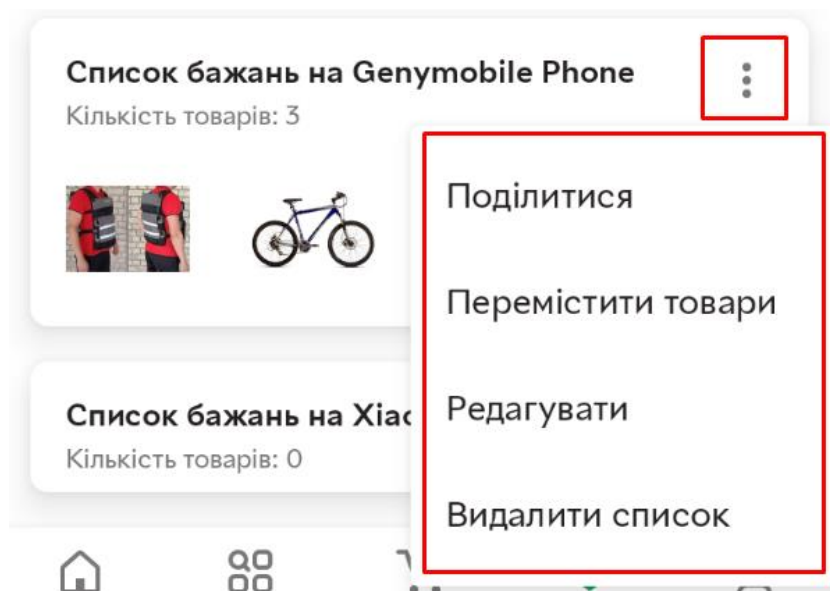 Список бажань на Genymobile Phone
Кількість товарів: 3
Поділитися
Перемістити товари
Редагувати
Видалити список
Список бажань на
Кількість товарів: 0